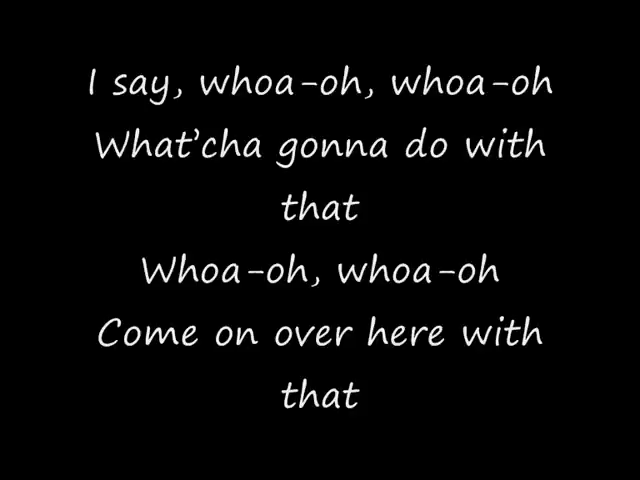 I say, whoa-oh, whoa-oh
What’cha gonna do with
that
Whoa-oh, whoa-oh
Come on over here with
that